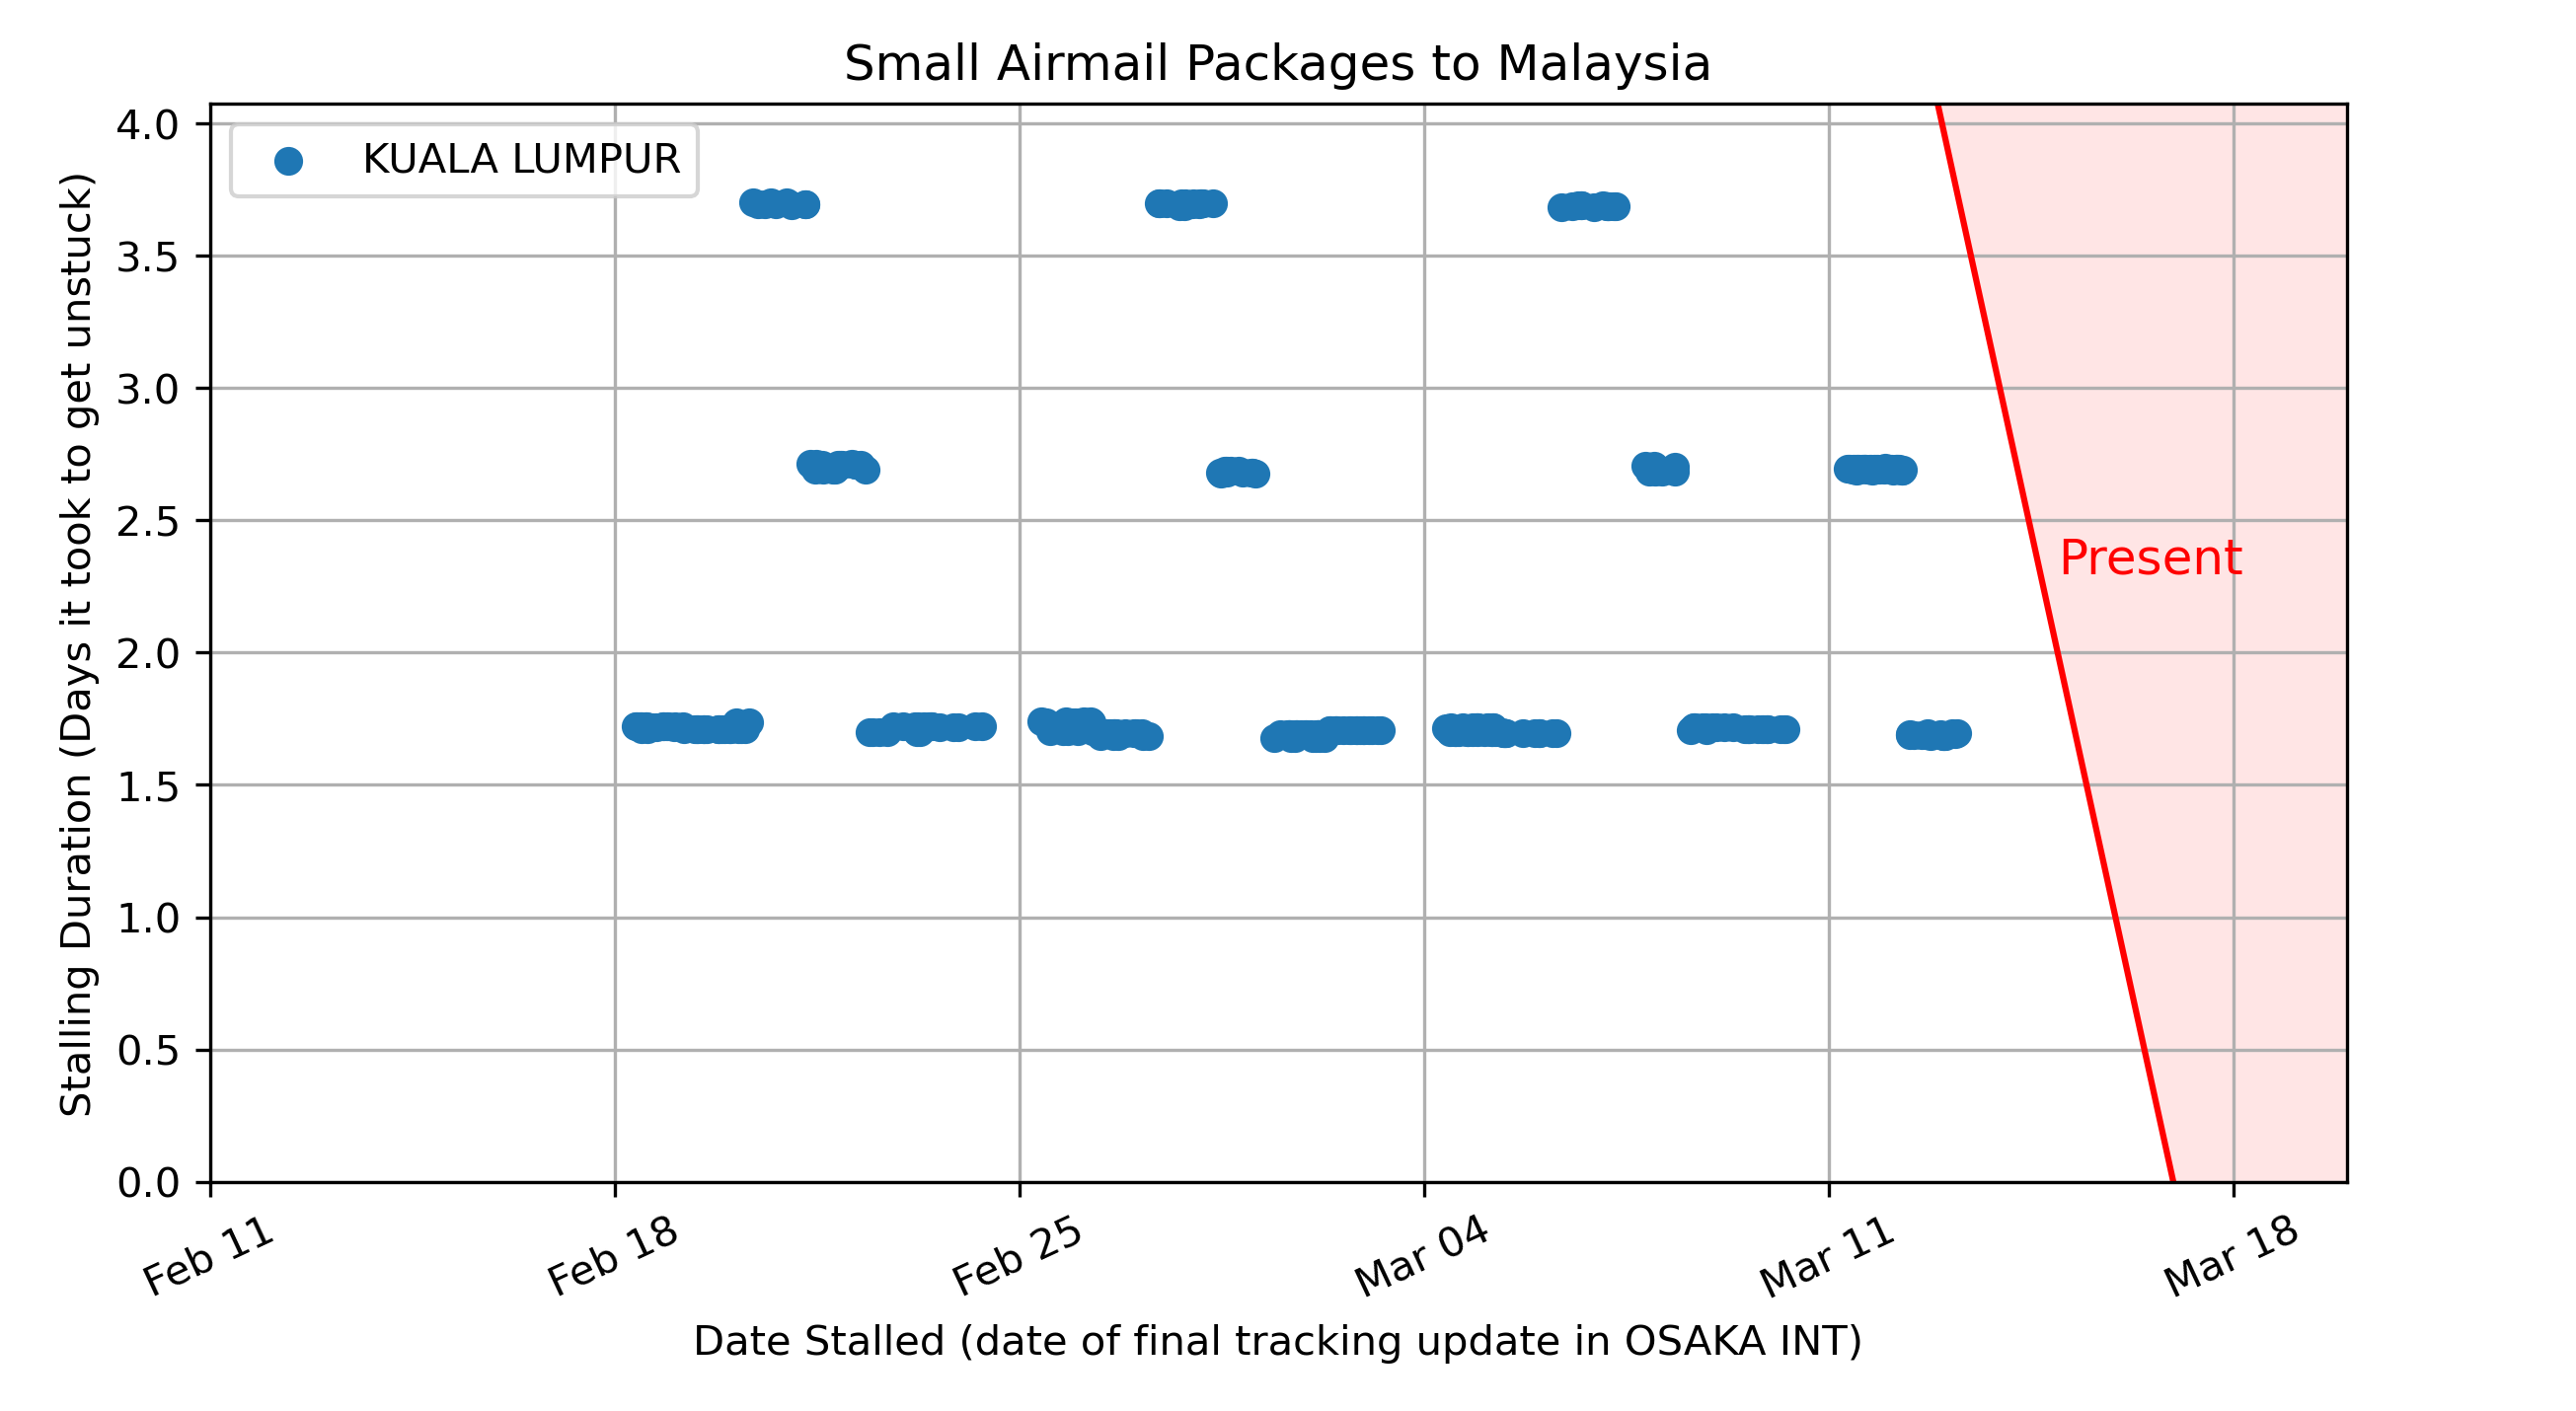 Small Airmail Packages to Malaysia
KUALA LUMPUR
Stalling Duration (Days it took to get unstuck)
4.0
3.5
3.0
2.5
2.0
1.5
1.0
0.5
0.0
Present
Feb 11
Feb 18
Feb 25
Mar 04
Mar 11
Mar 18
Date Stalled (date of final tracking update in OSAKA INT)